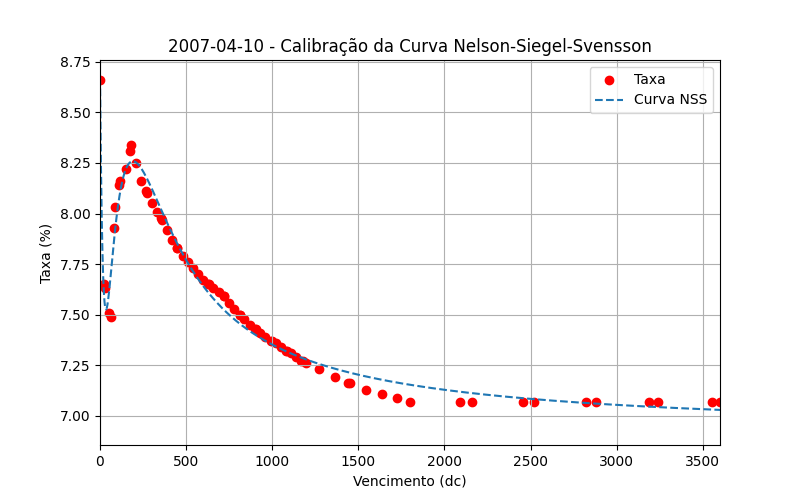 2007-04-10 - Calibração da Curva Nelson-Siegel-Svensson
Taxa
Curva NSS
Taxa (%)
8.75
8.50
8.25
8.00
7.75
7.50
7.25
7.00
0 500 1000 1500 2000 2500 3000 3500
Vencimento (dc)